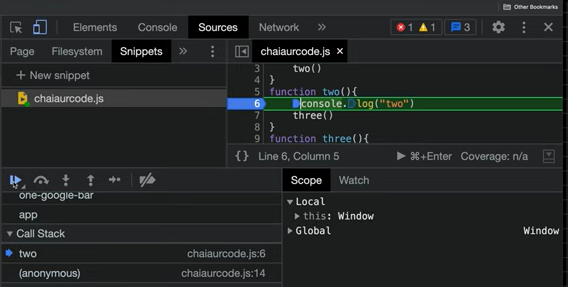 Other Bookmarks
Elements Console Sources Network » 1 1 3
Page Filesystem Snippets » chaiaurcode.js ×
+ New snippet
chaiaurcode.js
3 two()
4 }
5 function two(){
6 console.log("two")
7 three()
8 }
9 function three(){
{} Line 6, Column 5 ⌘+Enter Coverage: n/a
Scope Watch
one-google-bar
app
Call Stack
two chaiaurcode.js:6
(anonymous) chaiaurcode.js:14
Local
this: Window
Global Window